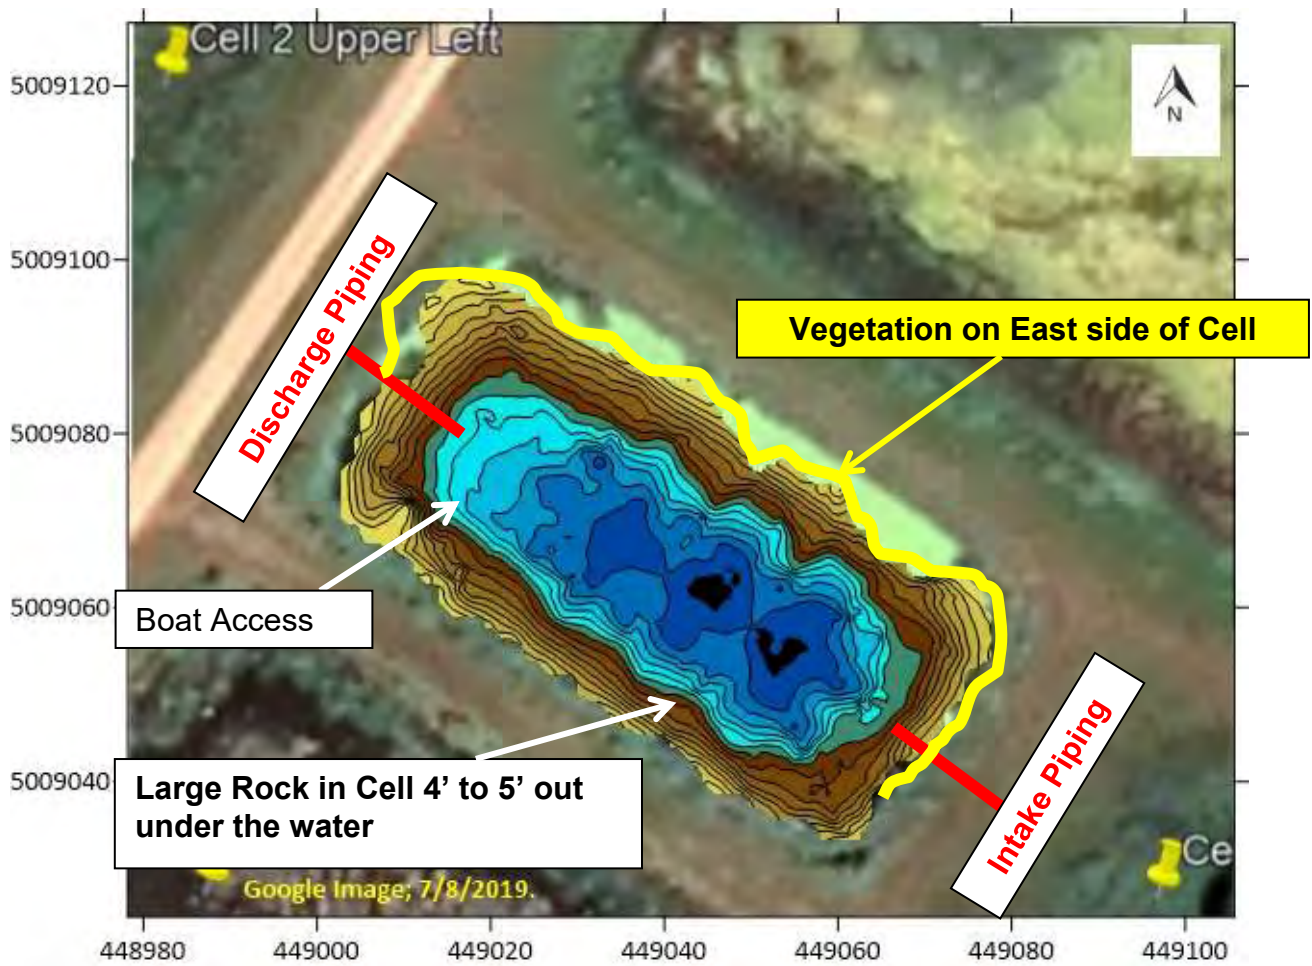 Cell 2 Upper Left
5009120
N
5009100
Discharge Piping
Vegetation on East side of Cell
5009080
5009060
Boat Access
5009040
Large Rock in Cell 4’ to 5’ out
under the water
Intake Piping
Ce
Google Image; 7/8/2019.
448980 449000 449020 449040 449060 449080 449100